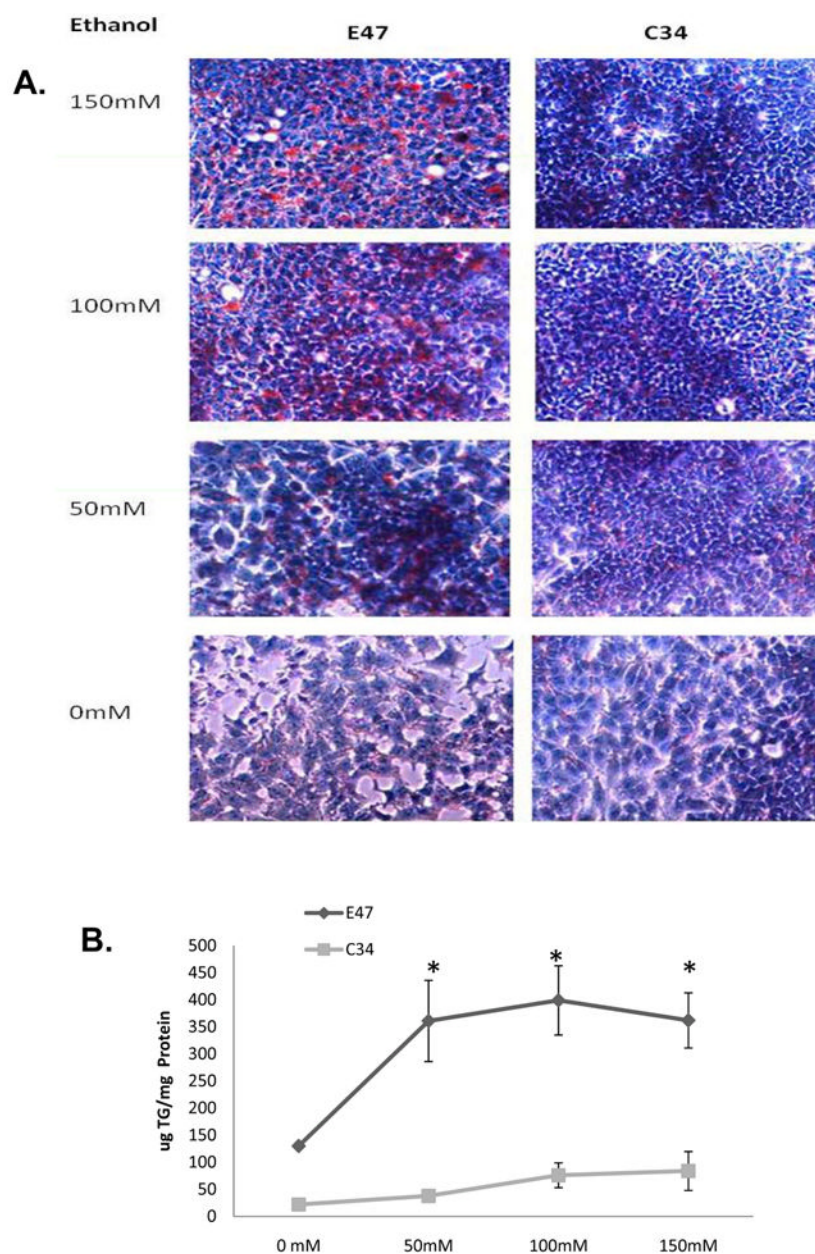 Ethanol E47 C34
A.
150mM
100mM
50mM
0mM
B.
E47
C34
ug TG/mg Protein
500
450
400
350
300
250
200
150
100
50
0
* * *
0 mM 50mM 100mM 150mM